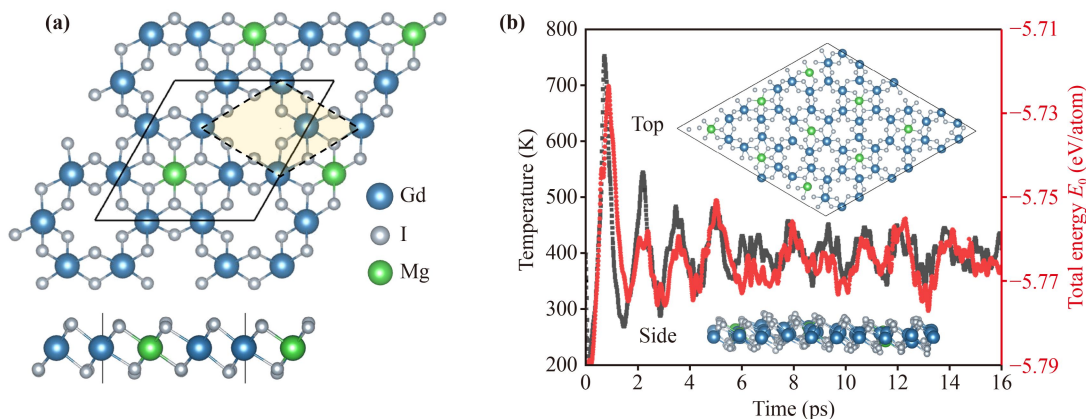 (a)
Gd
I
Mg
(b)
Temperature (K)
800
700
600
500
400
300
200
Top
Side
0 2 4 6 8 10 12 14 16
Time (ps)
−5.71
−5.73
−5.75
−5.77
−5.79
Total energy E₀ (eV/atom)